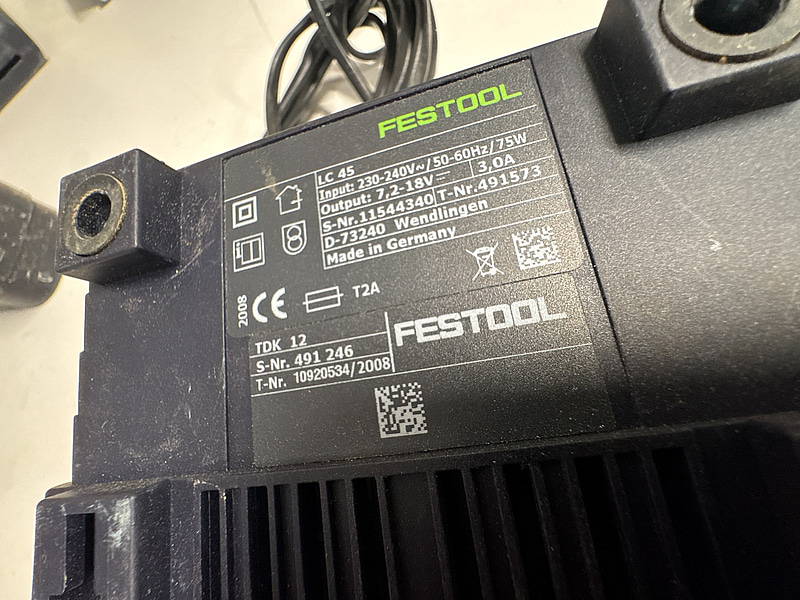 FESTOOL
LC 45
Input: 230-240V~/50-60Hz/75W
Output: 7,2-18V⎓ 3,0A
S-Nr.11544340 T-Nr.491573
D-73240 Wendlingen
Made in Germany
2008 CE T2A
FESTOOL
TDK 12
S-Nr. 491 246
T-Nr. 10920534/2008